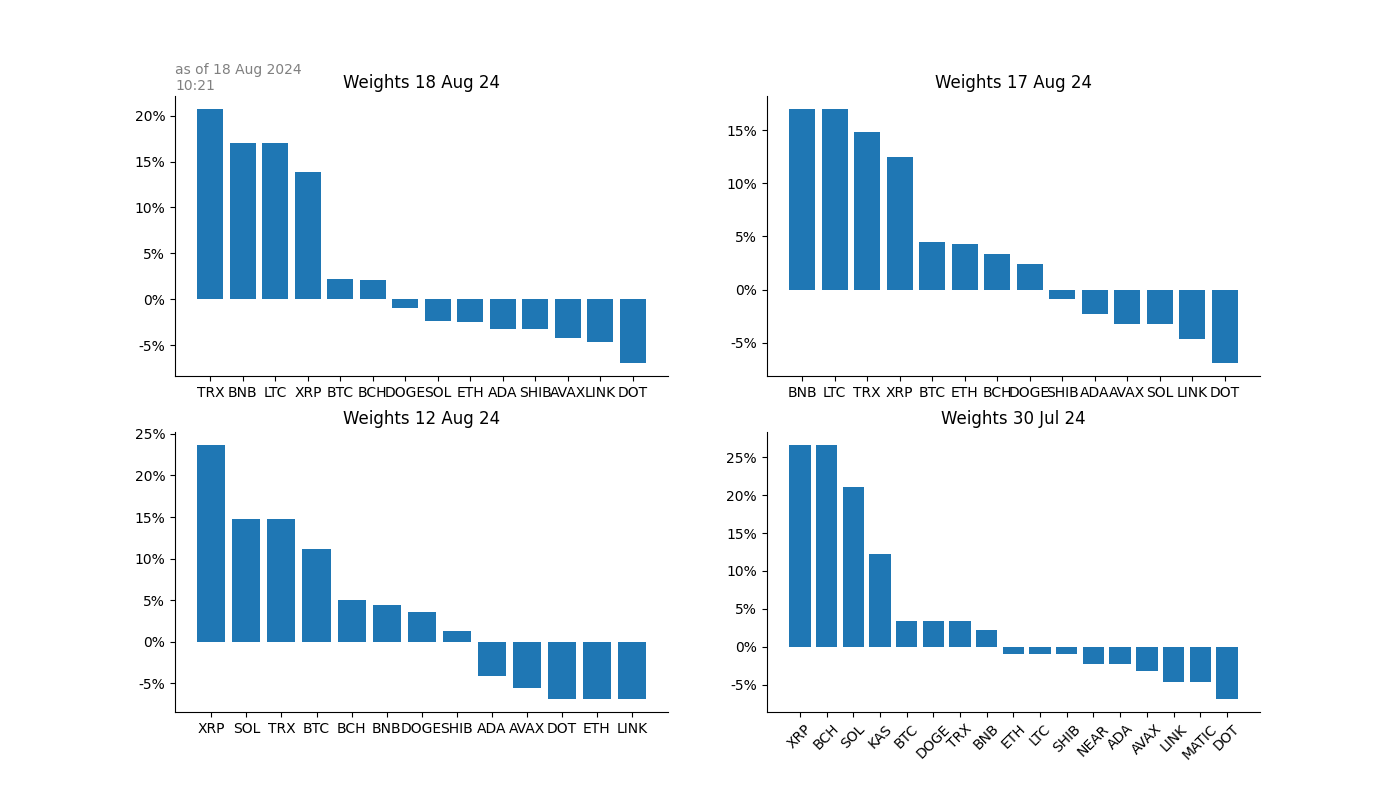 as of 18 Aug 2024
10:21
Weights 18 Aug 24
20%
15%
10%
5%
0%
-5%
TRX BNB LTC XRP BTC BCH DOGE SOL ETH ADA SHIB AVAX LINK DOT
Weights 17 Aug 24
15%
10%
5%
0%
-5%
BNB LTC TRX XRP BTC ETH BCH DOGE SHIB ADA AVAX SOL LINK DOT
Weights 12 Aug 24
25%
20%
15%
10%
5%
0%
-5%
XRP SOL TRX BTC BCH BNB DOGE SHIB ADA AVAX DOT ETH LINK
Weights 30 Jul 24
25%
20%
15%
10%
5%
0%
-5%
XRP BCH SOL KAS BTC DOGE TRX BNB ETH LTC SHIB NEAR ADA AVAX LINK MATIC DOT